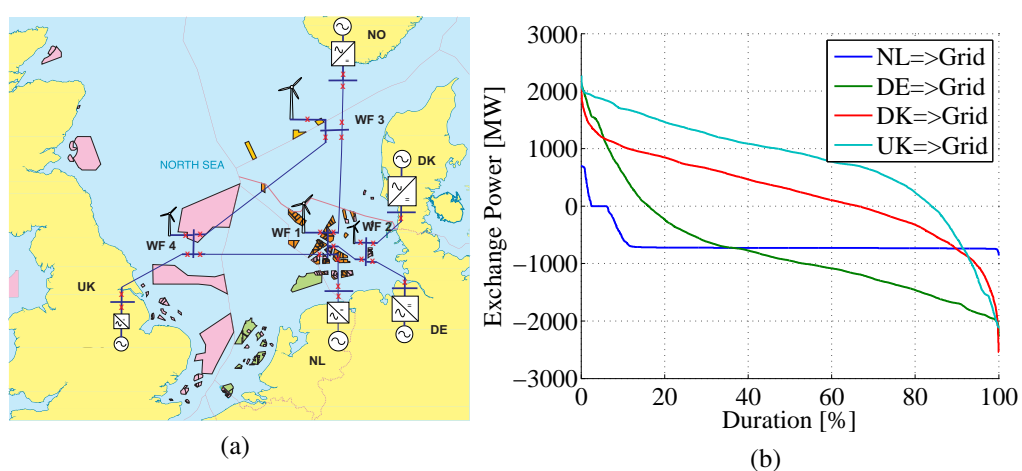 NO
WF 3
NORTH SEA
DK
WF 1
WF 2
WF 4
UK
DE
NL
(a)
3000
2000
1000
0
−1000
−2000
−3000
Exchange Power [MW]
0
20
40
60
80
100
Duration [%]
NL=>Grid
DE=>Grid
DK=>Grid
UK=>Grid
(b)